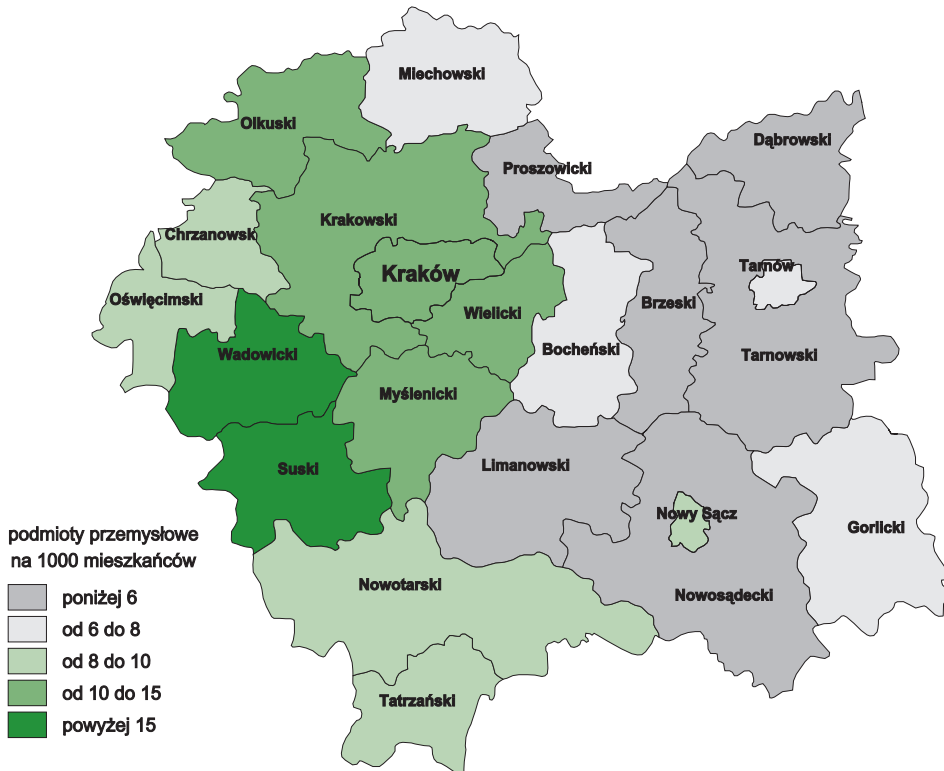 Miechowski
Olkuski
Dąbrowski
Proszowicki
Krakowski
Chrzanowsk
Kraków
Tarnów
Oświęcimski
Brzeski
Wielicki
Bocheński
Wadowicki
Tarnowski
Myślenicki
Suski
Limanowski
Nowy Sącz
Gorlicki
Nowotarski
Nowosądecki
Tatrzański
podmioty przemysłowe
na 1000 mieszkańców
poniżej 6
od 6 do 8
od 8 do 10
od 10 do 15
powyżej 15